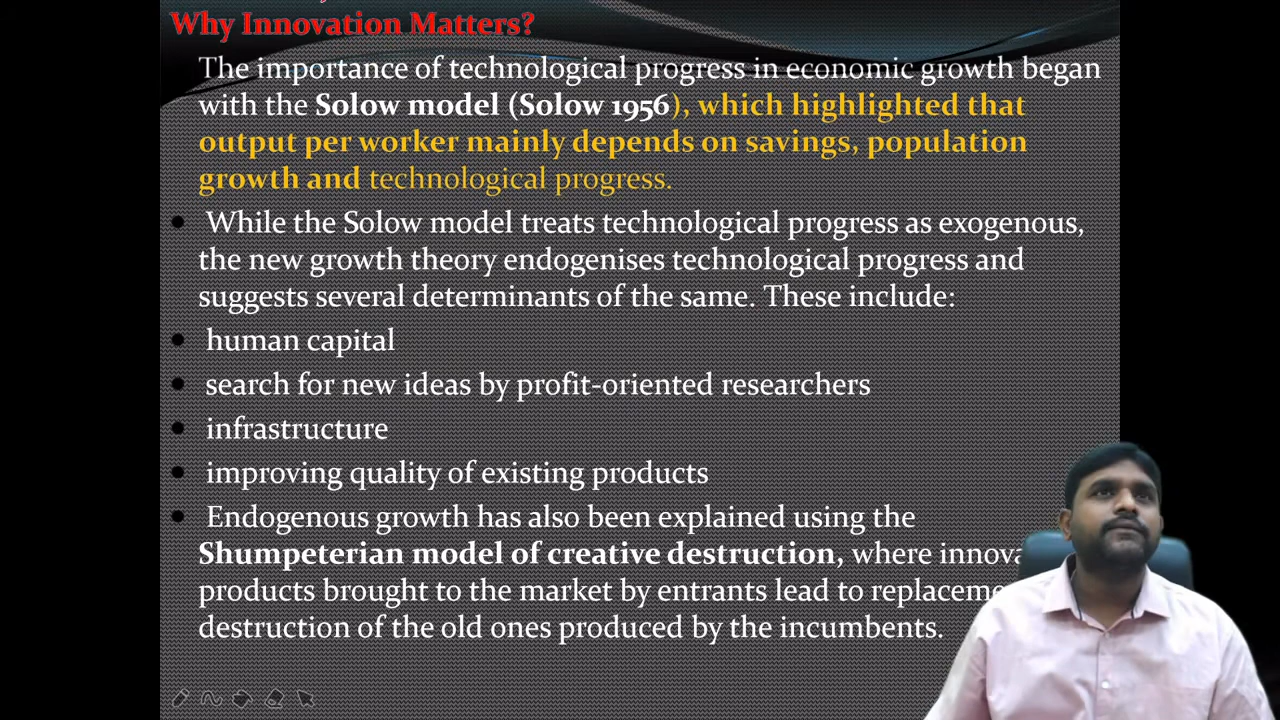 Why Innovation Matters?
The importance of technological progress in economic growth began
with the Solow model (Solow 1956), which highlighted that
output per worker mainly depends on savings, population
growth and technological progress.
While the Solow model treats technological progress as exogenous,
the new growth theory endogenises technological progress and
suggests several determinants of the same. These include:
human capital
search for new ideas by profit-oriented researchers
infrastructure
improving quality of existing products
Endogenous growth has also been explained using the
Shumpeterian model of creative destruction, where
products brought to the market by entrants lead to
destruction of the old ones produced by the incumbents.